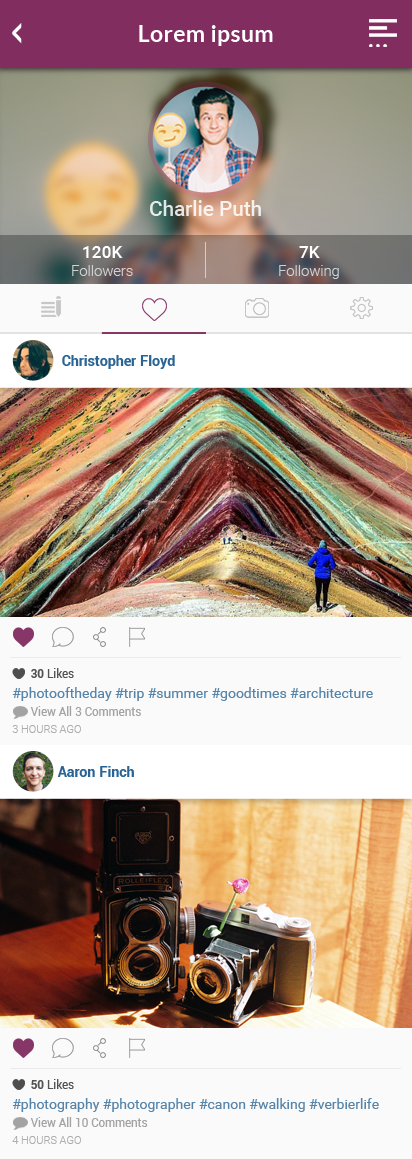 Lorem ipsum
Charlie Puth
120K 7K
Followers Following
Christopher Floyd
30 Likes
#photooftheday #trip #summer #goodtimes #architecture
View All 3 Comments
3 HOURS AGO
Aaron Finch
ROLLEIFLEX
50 Likes
#photography #photographer #canon #walking #verbierlife
View All 10 Comments
4 HOURS AGO